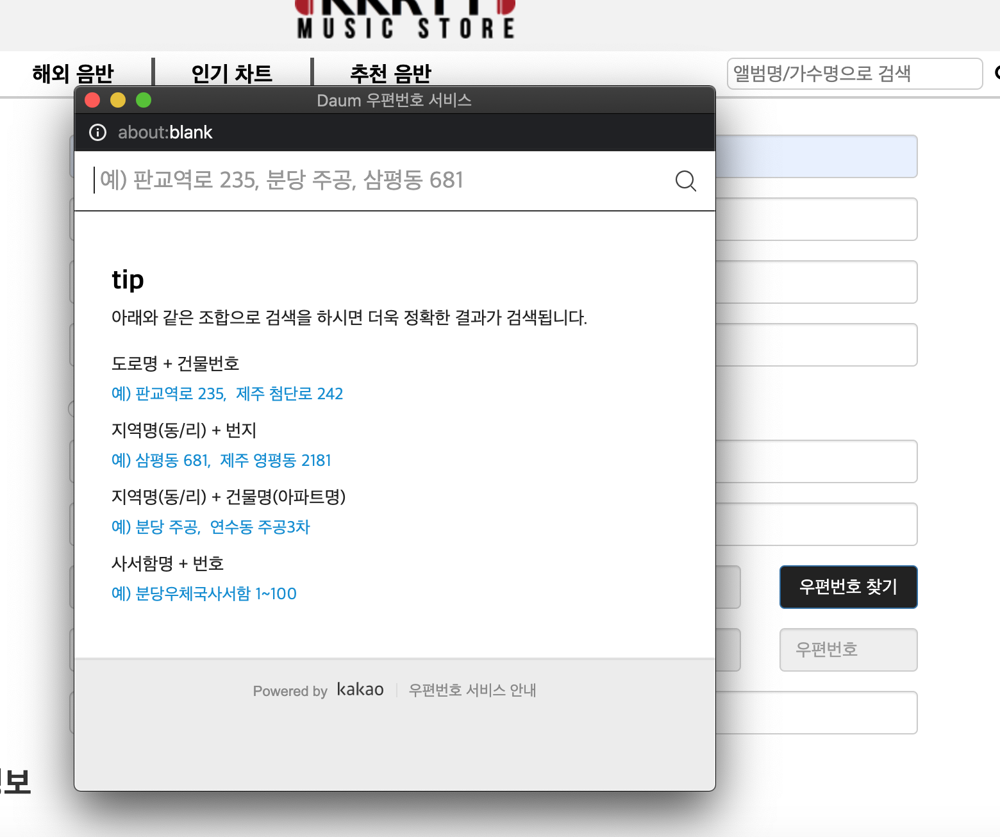 MUSIC STORE
해외 음반
인기 차트
추천 음반
앨범명/가수명으로 검색
Daum 우편번호 서비스
about:blank
예) 판교역로 235, 분당 주공, 삼평동 681
tip
아래와 같은 조합으로 검색을 하시면 더욱 정확한 결과가 검색됩니다.
도로명 + 건물번호
예) 판교역로 235, 제주 첨단로 242
지역명(동/리) + 번지
예) 삼평동 681, 제주 영평동 2181
지역명(동/리) + 건물명(아파트명)
예) 분당 주공, 연수동 주공3차
사서함명 + 번호
예) 분당우체국사서함 1~100
우편번호 찾기
우편번호
Powered by kakao
우편번호 서비스 안내
보